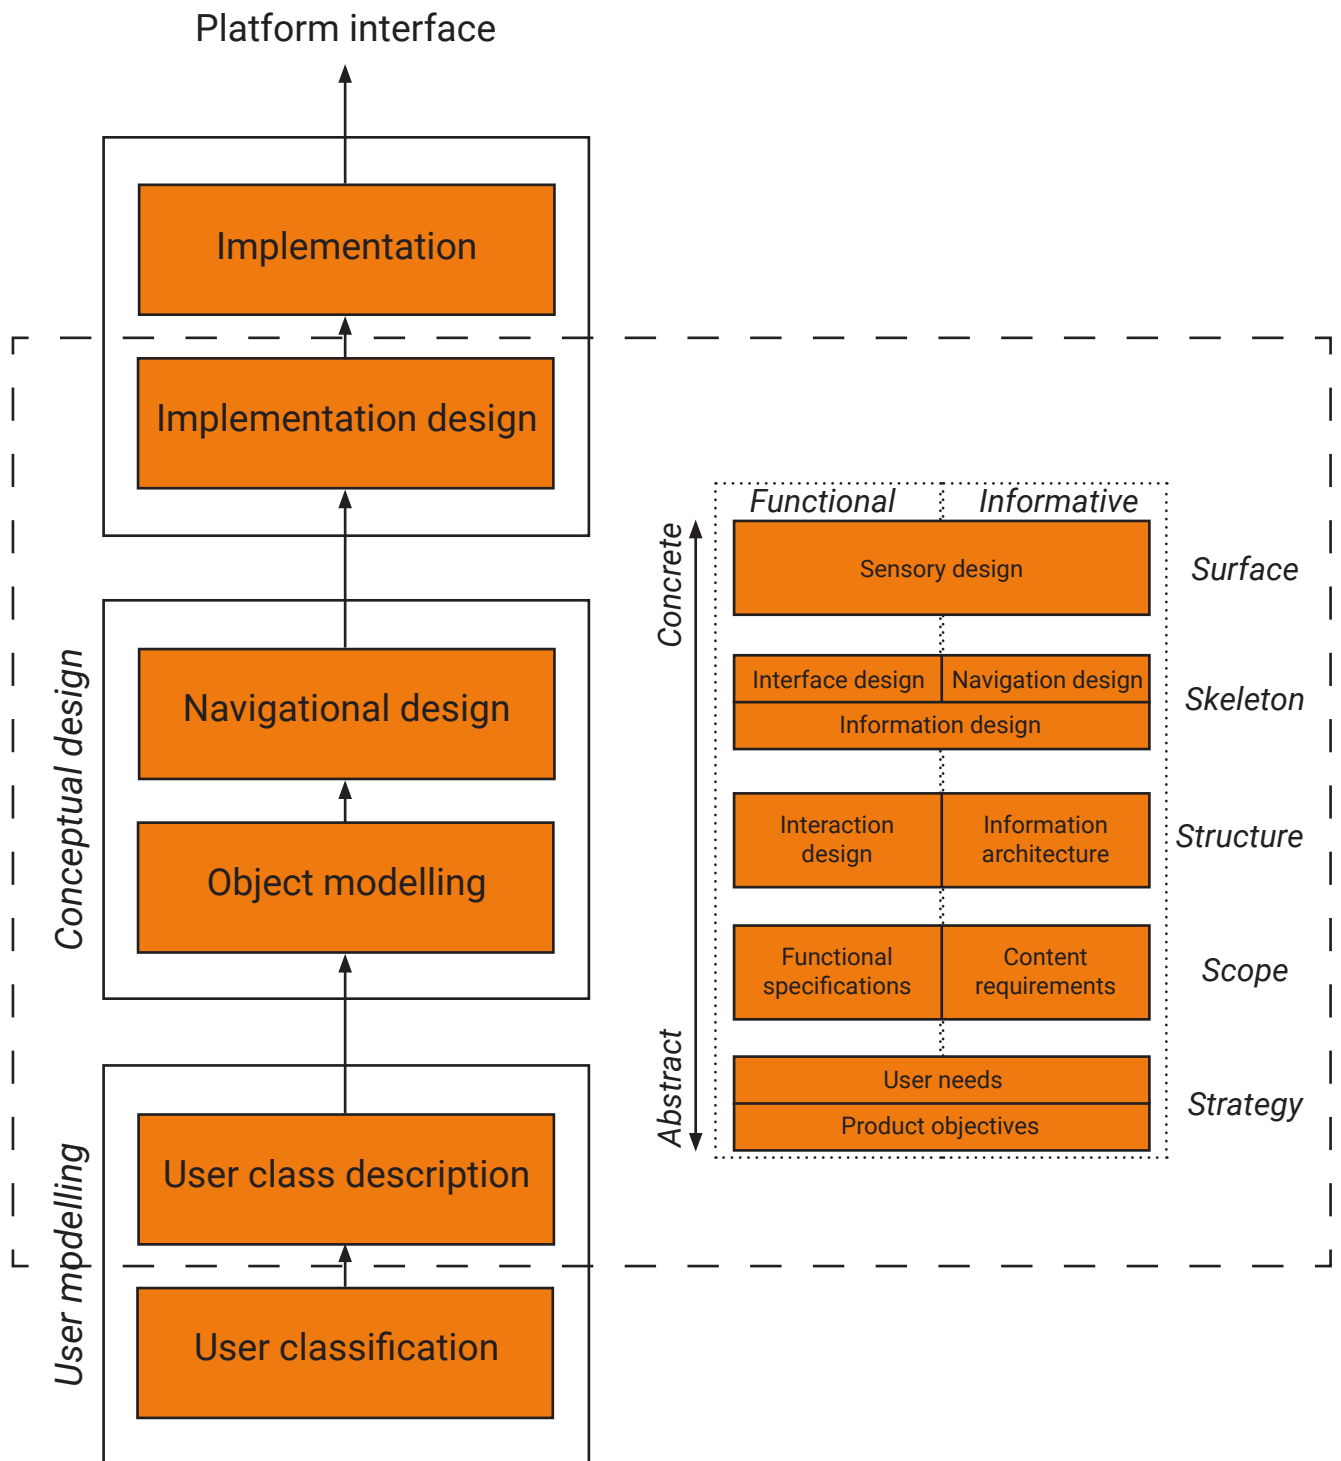 Platform interface
Implementation
Implementation design
Conceptual design
Navigational design
Object modelling
User modelling
User class description
User classification
Functional
Informative
Concrete
Abstract
Sensory design
Surface
Interface design
Navigation design
Information design
Skeleton
Interaction
design
Information
architecture
Structure
Functional
specifications
Content
requirements
Scope
User needs
Product objectives
Strategy